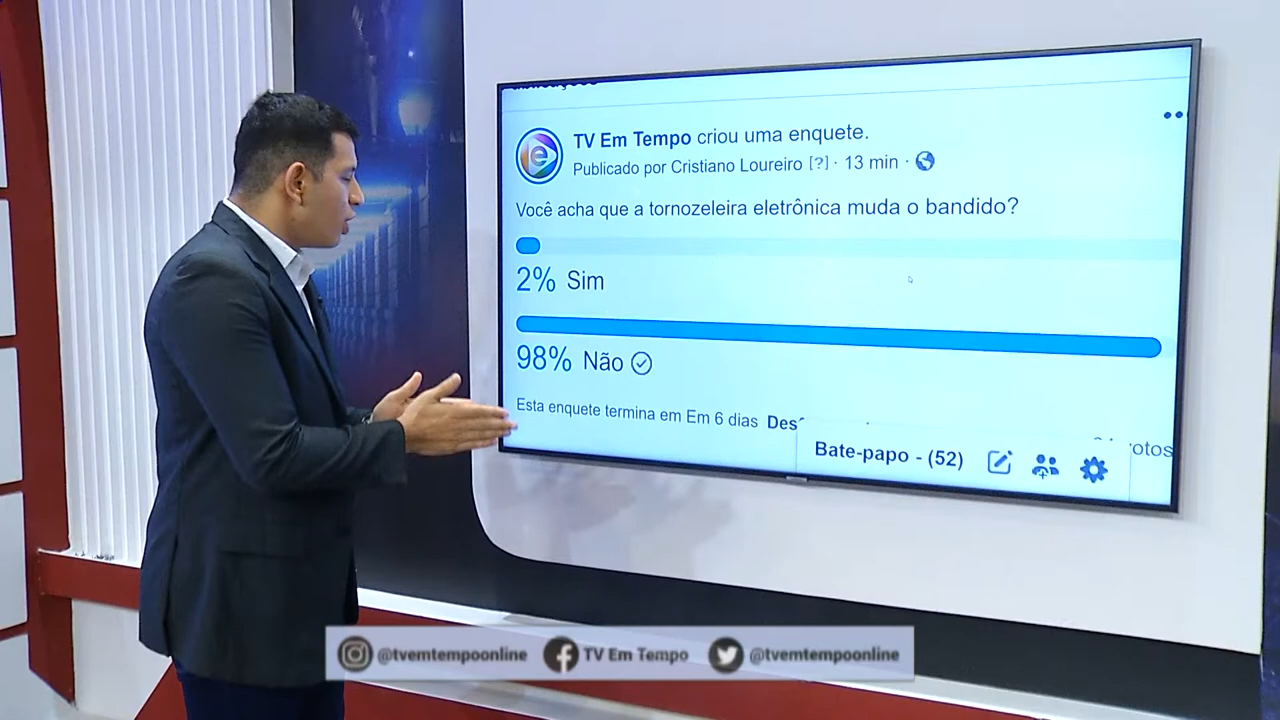 TV Em Tempo criou uma enquete.
Publicado por Cristiano Loureiro [?] · 13 min ·
Você acha que a tornozeleira eletrônica muda o bandido?
2% Sim
98% Não
Esta enquete termina em Em 6 dias
Bate-papo - (52)
@tvemtempoonline TV Em Tempo @tvemtempoonline